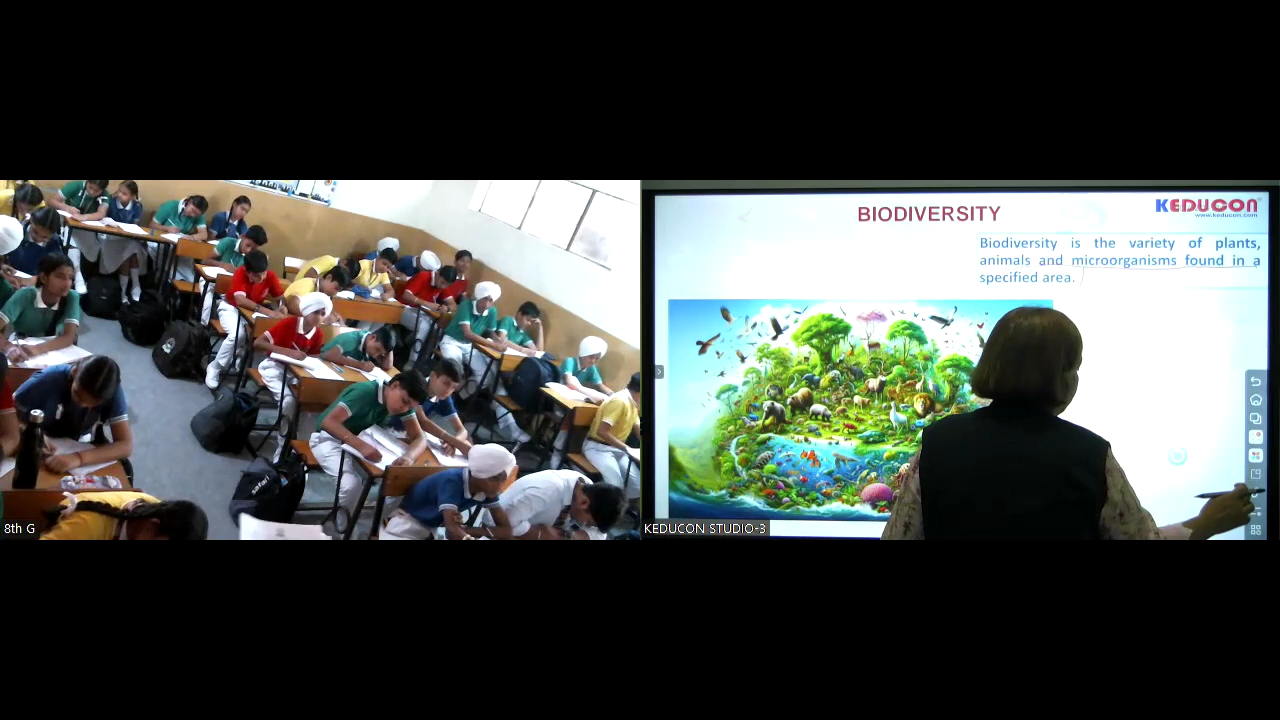 BIODIVERSITY
KEDUCON
www.keducon.com
Biodiversity is the variety of plants,
animals and microorganisms found in a
specified area.
safari
8th G
KEDUCON STUDIO-3